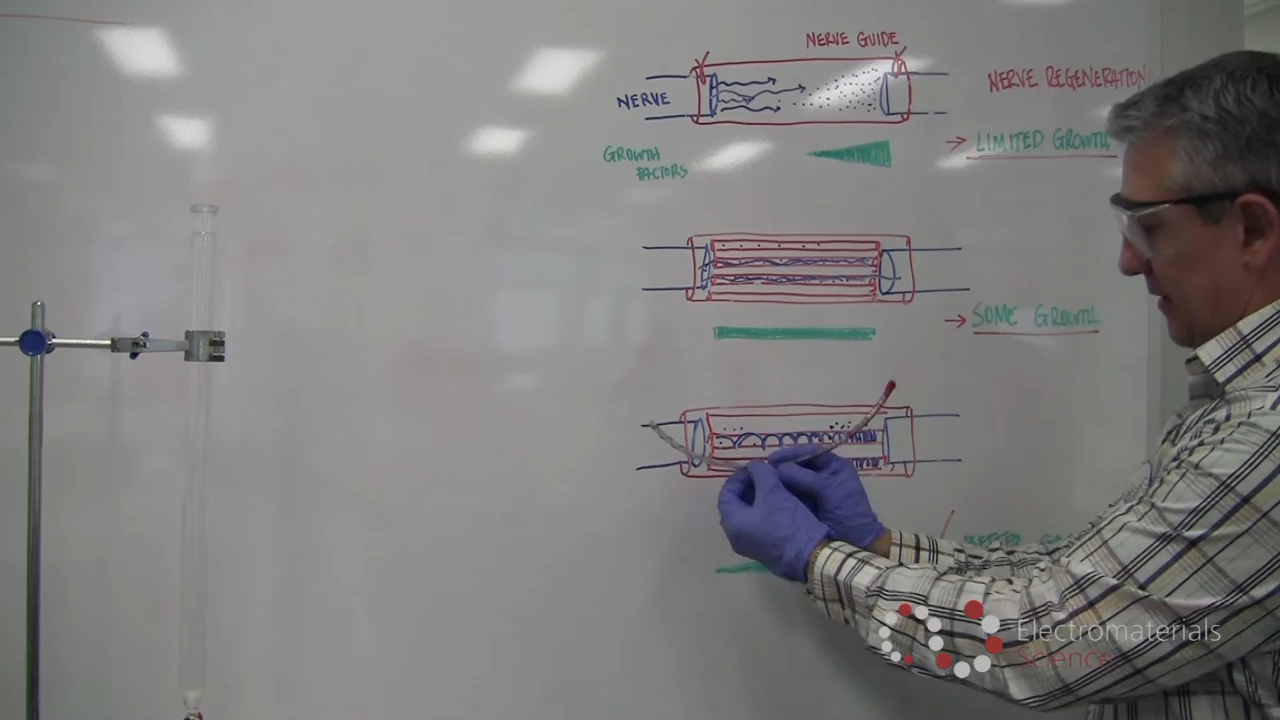 NERVE GUIDE
NERVE REGENERATION
NERVE
→ LIMITED GROWTH
GROWTH
FACTORS
→ SOME GROWTH
Electromaterials
Science